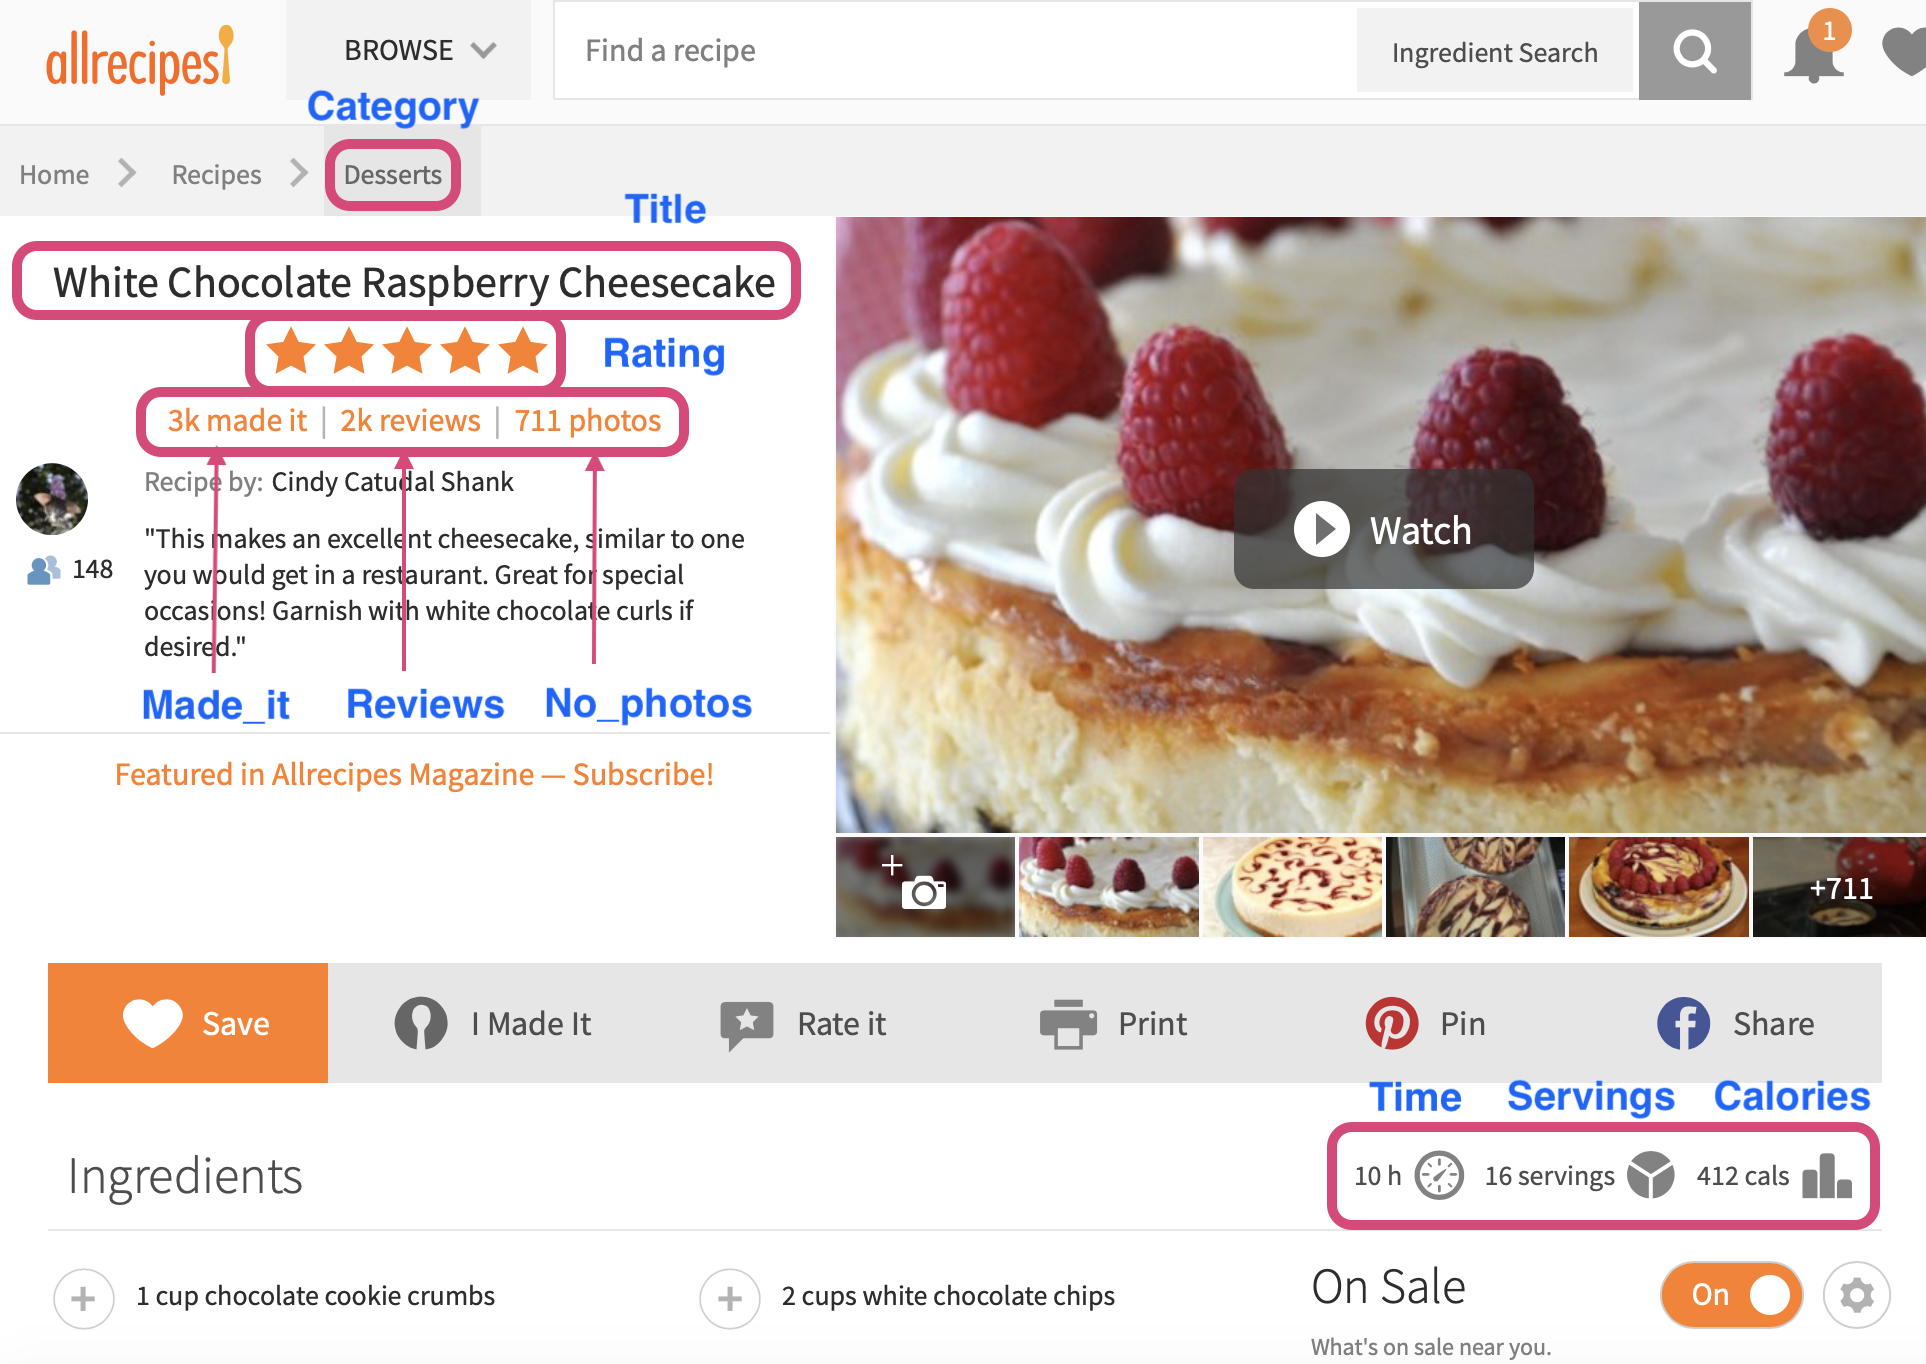 allrecipes
BROWSE
Find a recipe
Ingredient Search
1
Category
Home
Recipes
Desserts
Title
White Chocolate Raspberry Cheesecake
Rating
3k made it | 2k reviews | 711 photos
Recipe by: Cindy Catudal Shank
148
"This makes an excellent cheesecake, similar to one
you would get in a restaurant. Great for special
occasions! Garnish with white chocolate curls if
desired."
Made_it
Reviews
No_photos
Featured in Allrecipes Magazine — Subscribe!
Watch
+711
Save
I Made It
Rate it
Print
Pin
Share
Time
Servings
Calories
Ingredients
10 h
16 servings
412 cals
1 cup chocolate cookie crumbs
2 cups white chocolate chips
On Sale
On
What's on sale near you.